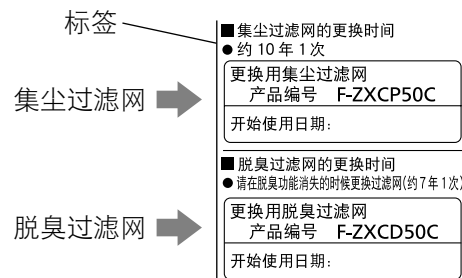 标签
■集尘过滤网的更换时间
●约10年1次
集尘过滤网
更换用集尘过滤网
产品编号 F-ZXCP50C
开始使用日期:
■脱臭过滤网的更换时间
●请在脱臭功能消失的时候更换过滤网(约7年1次)
脱臭过滤网
更换用脱臭过滤网
产品编号 F-ZXCD50C
开始使用日期: